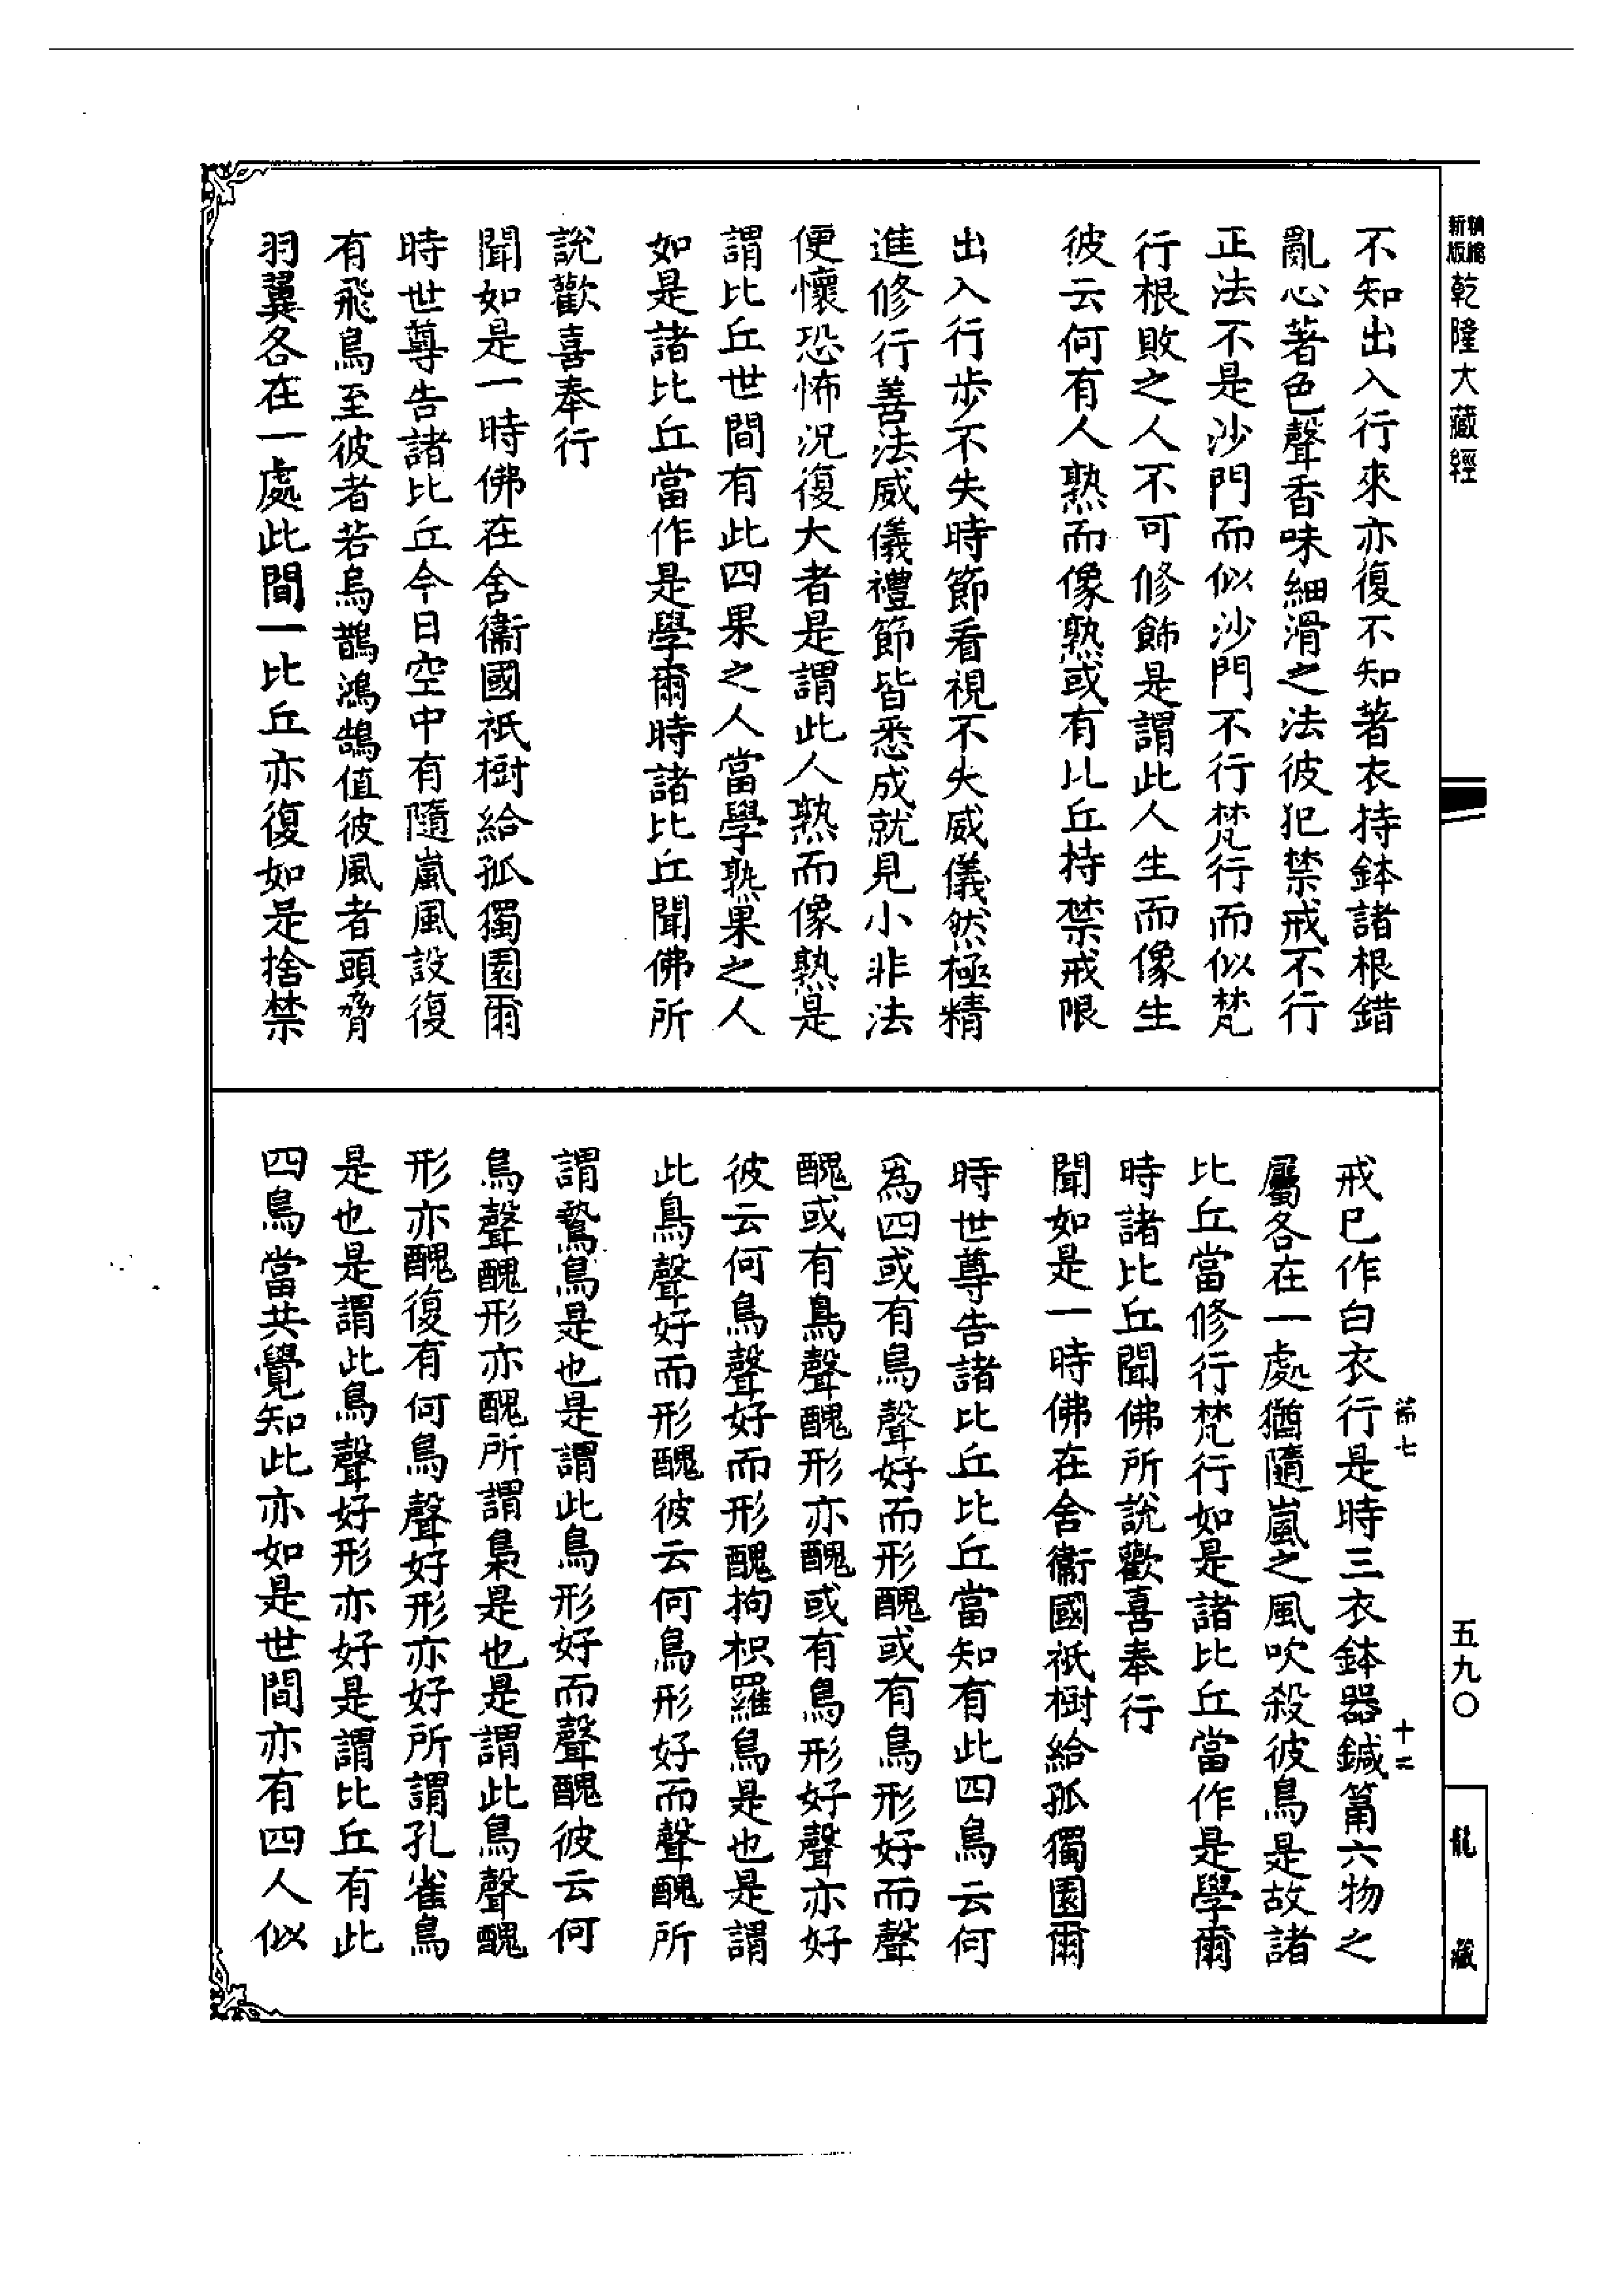 新版 精縮 乾隆大藏經
不知出入行來亦復不知著衣持鉢諸根錯
亂心著色聲香味細滑之法彼犯禁戒不行
正法不是沙門而似沙門不行梵行而似梵
行根敗之人不可修飾是謂此人生而像生
彼云何有人熟而像熟或有比丘持禁戒限
出入行步不失時節看視不失威儀然極精
進修行善法威儀禮節皆悉成就見小非法
便懷恐怖況復大者是謂此人熟而像熟是
謂比丘世間有此四果之人當學熟果之人
如是諸比丘當作是學爾時諸比丘聞佛所
說歡喜奉行
聞如是一時佛在舍衞國祇樹給孤獨園爾
時世尊告諸比丘今日空中有隨嵐風設復
有飛鳥至彼者若烏鵲鴻鵠值彼風者頭脅
羽翼各在一處此間一比丘亦復如是捨禁
戒已作白衣行是時三衣鉢器鍼筩六物之
屬各在一處猶隨嵐之風吹殺彼鳥是故諸
比丘當修行梵行如是諸比丘當作是學爾
時諸比丘聞佛所說歡喜奉行
聞如是一時佛在舍衞國祇樹給孤獨園爾
時世尊告諸比丘比丘當知有此四鳥云何
爲四或有鳥聲好而形醜或有鳥形好而聲
醜或有鳥聲醜形亦醜或有鳥形好聲亦好
彼云何鳥聲好而形醜拘枳羅鳥是也是謂
此鳥聲好而形醜彼云何鳥形好而聲醜所
謂鷙鳥是也是謂此鳥形好而聲醜彼云何
鳥聲醜形亦醜所謂梟是也是謂此鳥聲醜
形亦醜復有何鳥聲好形亦好所謂孔雀鳥
是也是謂此鳥聲好形亦好是謂比丘有此
四鳥當共覺知此亦如是世間亦有四人似
第七
十二
五九〇
龍藏